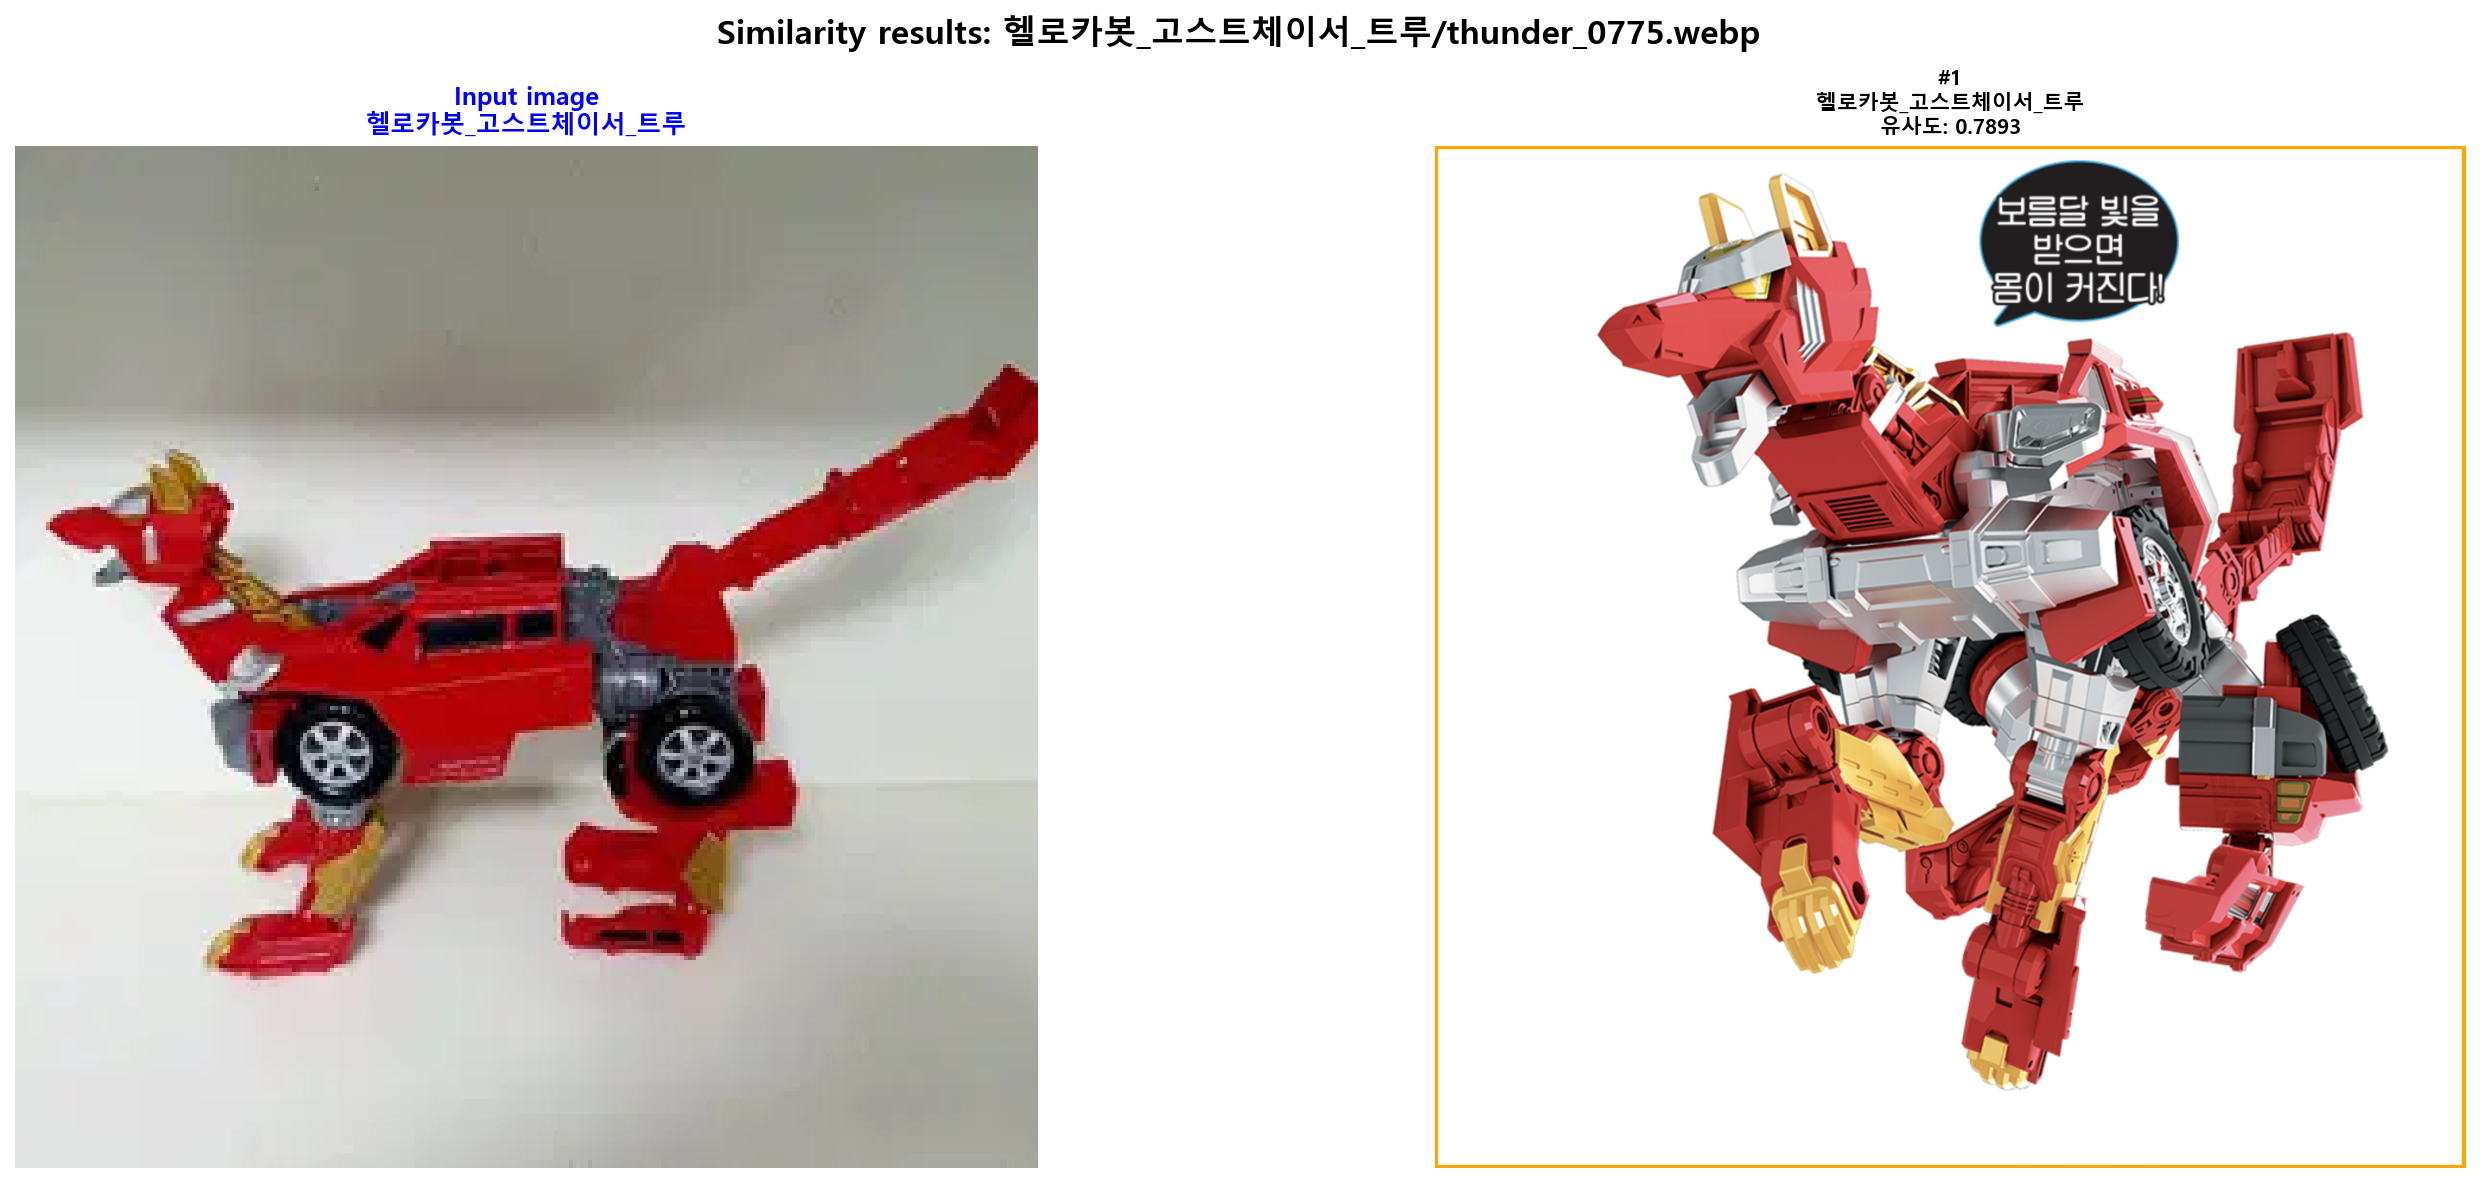 Similarity results: 헬로카봇_고스트체이서_트루/thunder_0775.webp
Input image
헬로카봇_고스트체이서_트루
#1
헬로카봇_고스트체이서_트루
유사도: 0.7893
보름달 빛을
받으면
몸이 커진다!